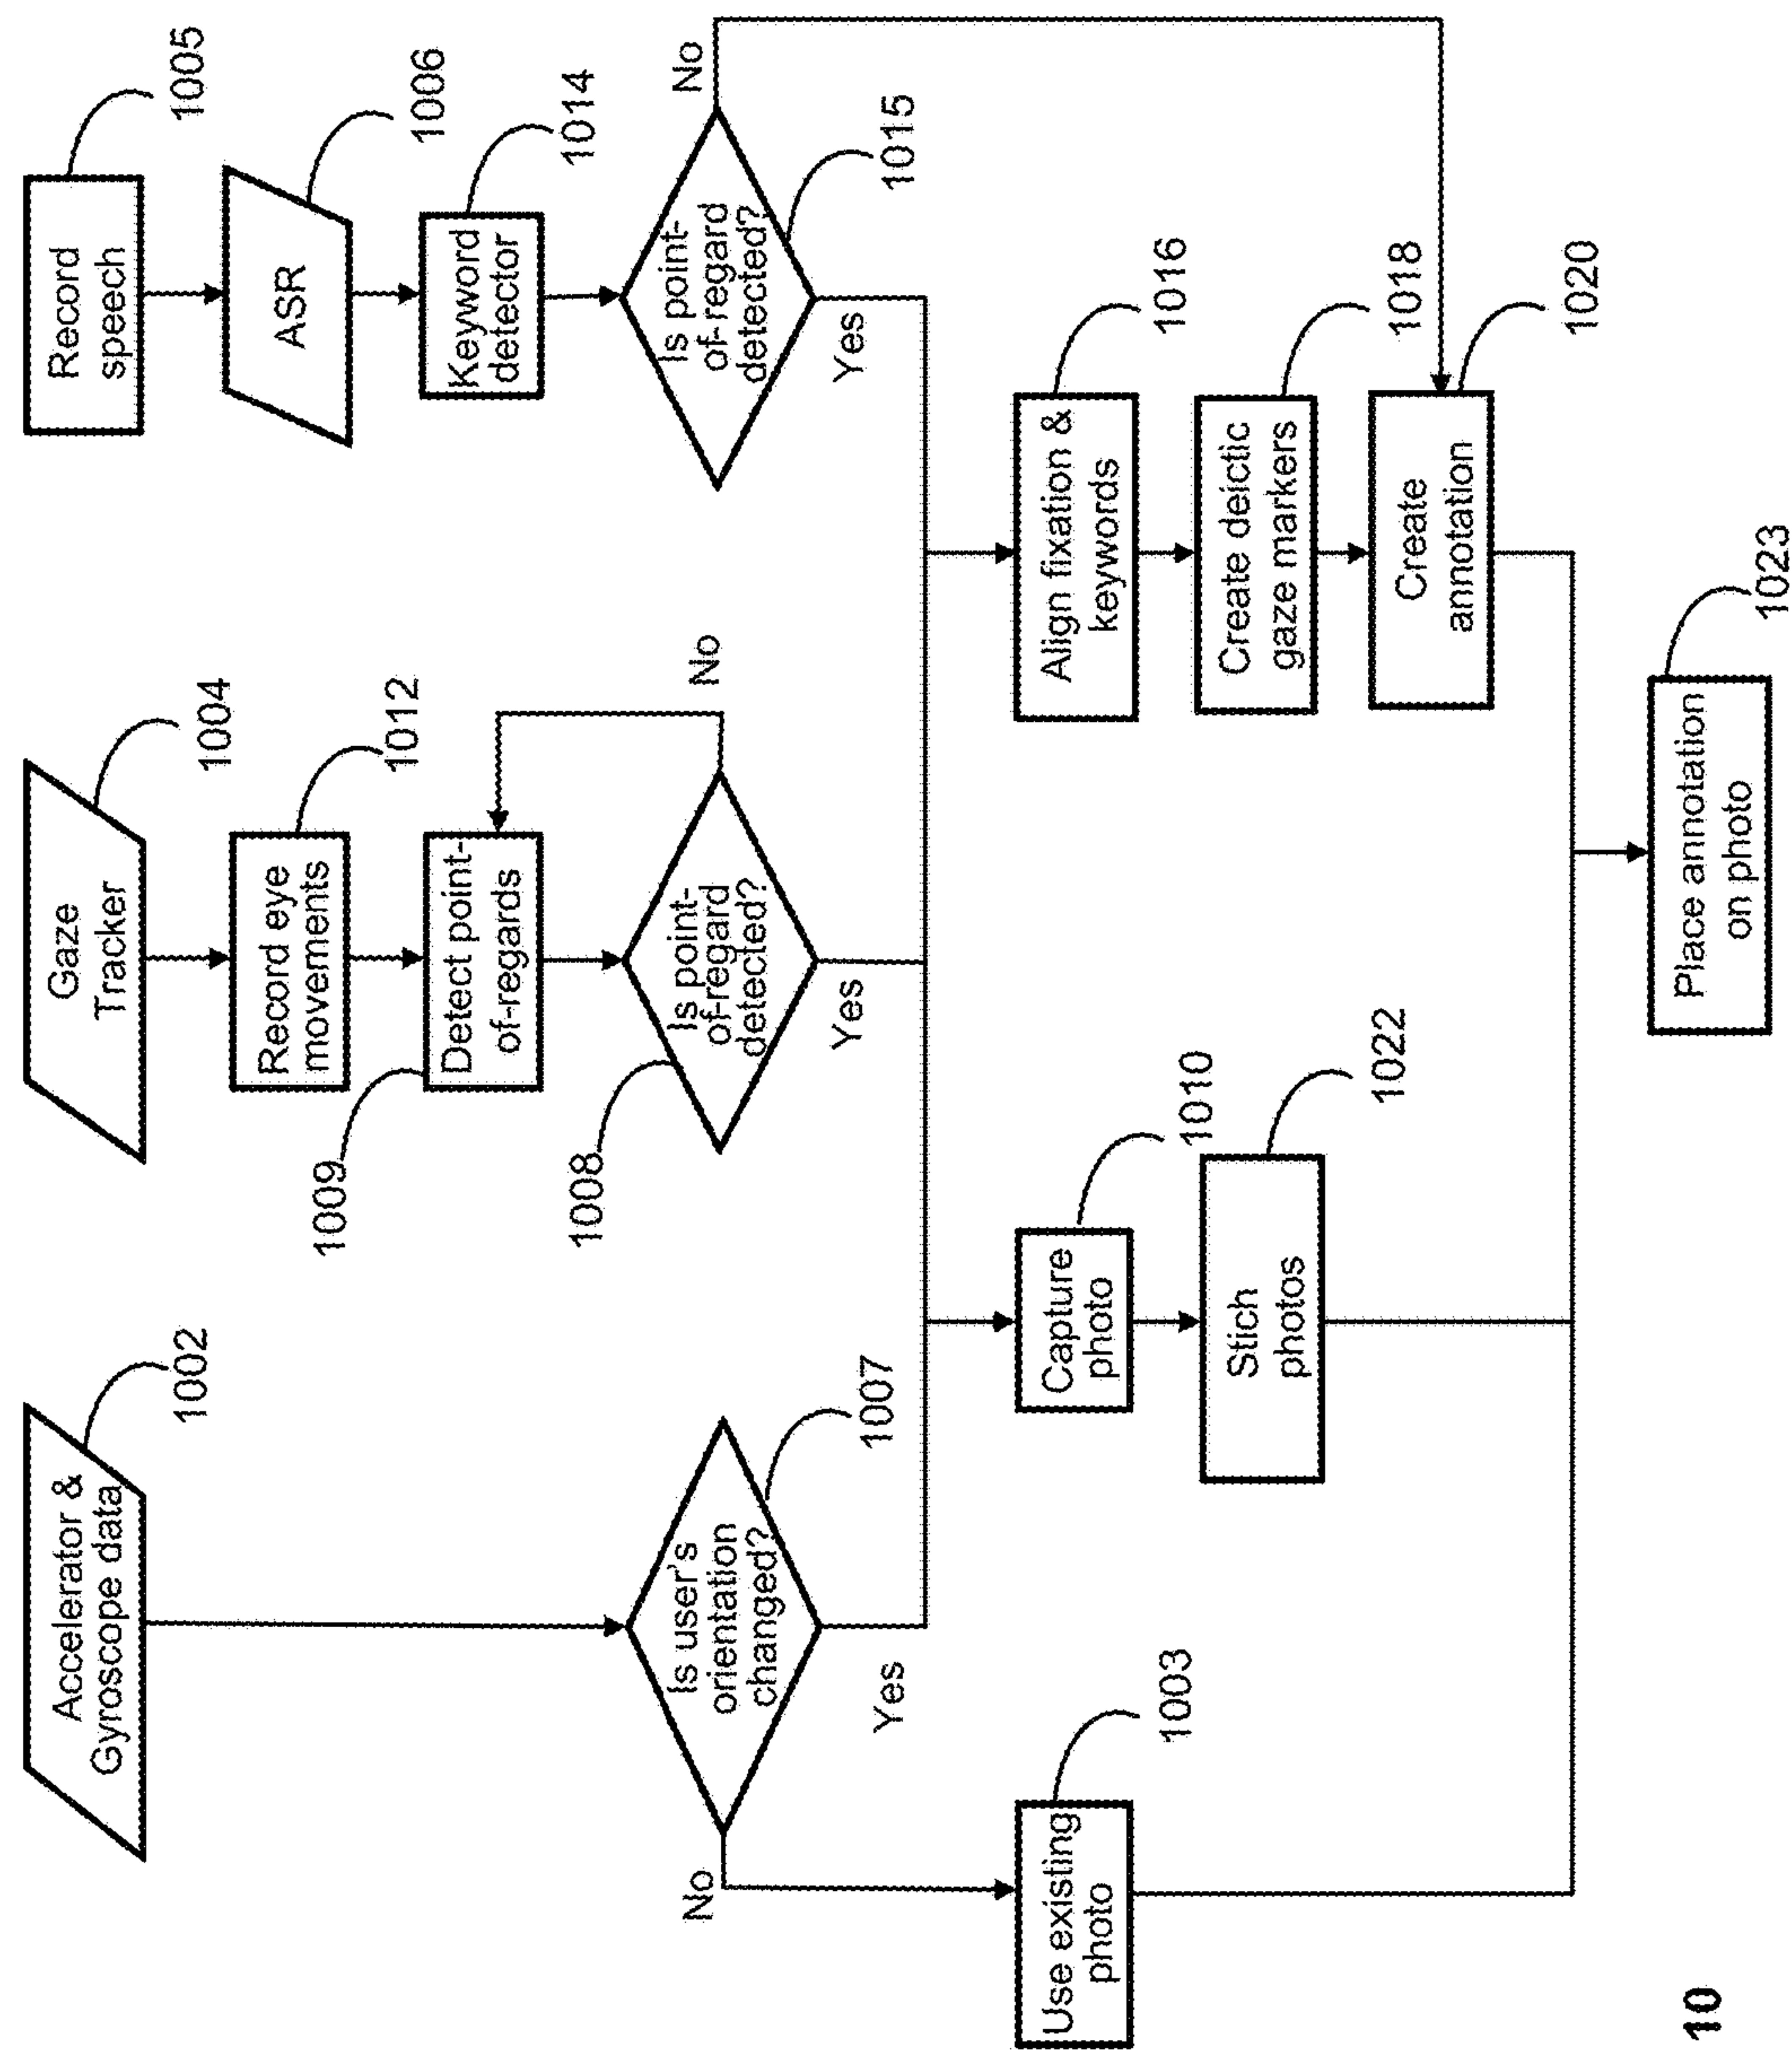 Accelerator &
Gyroscope data
1002
Gaze
Tracker
1004
Record
speech
1005
Record eye
movements
1012
ASR
1006
Detect point-
of-regards
1009
Keyword
detector
1014
Is user's
orientation
changed?
1007
No
Yes
Is point-
of-regard
detected?
1008
No
Yes
Is point-
of-regard
detected?
1015
No
Yes
Use existing
photo
1003
Capture
photo
1010
Align fixation &
keywords
1016
Stich
photos
1022
Create deictic
gaze markers
1018
Create
annotation
1020
Place annotation
on photo
1023
10